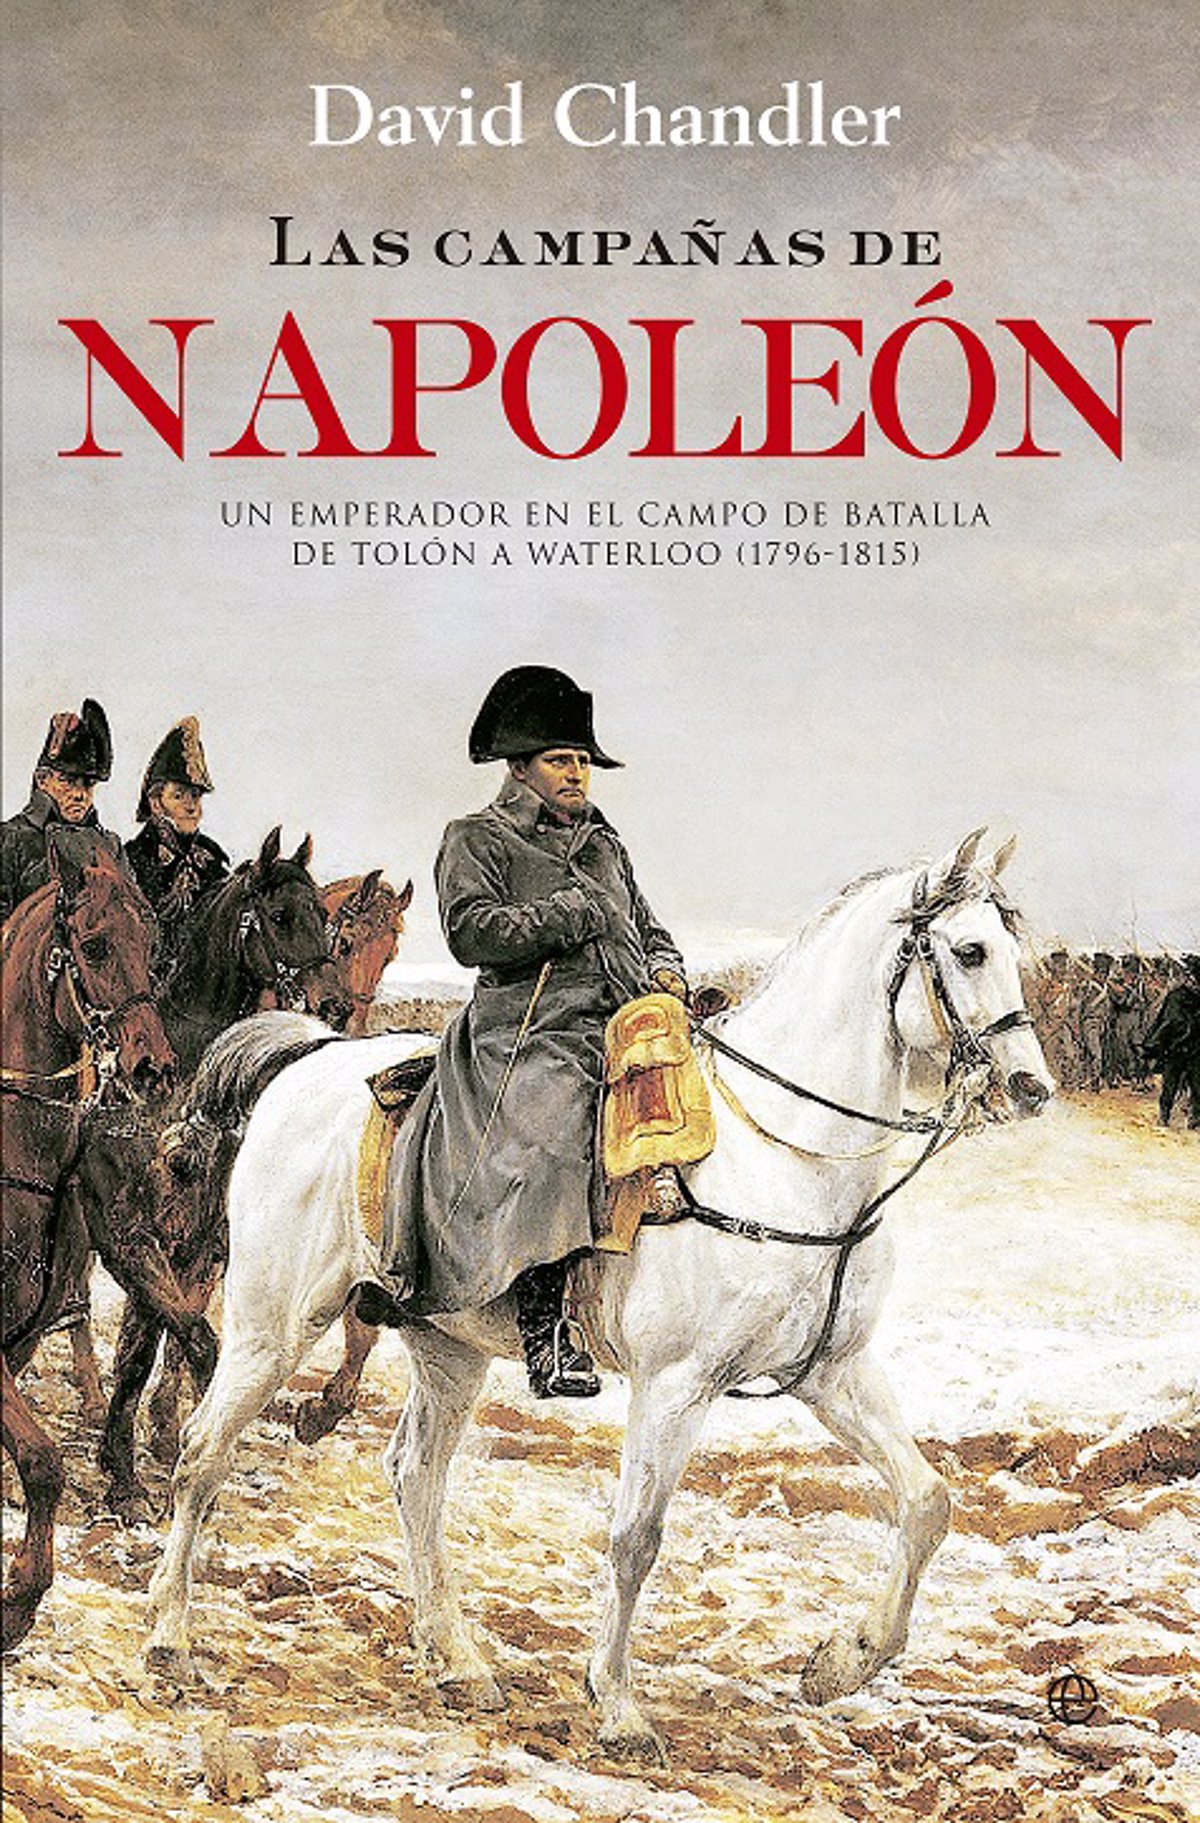 David Chandler
LAS CAMPAÑAS DE
NAPOLEÓN
UN EMPERADOR EN EL CAMPO DE BATALLA
DE TOLÓN A WATERLOO (1796-1815)
e